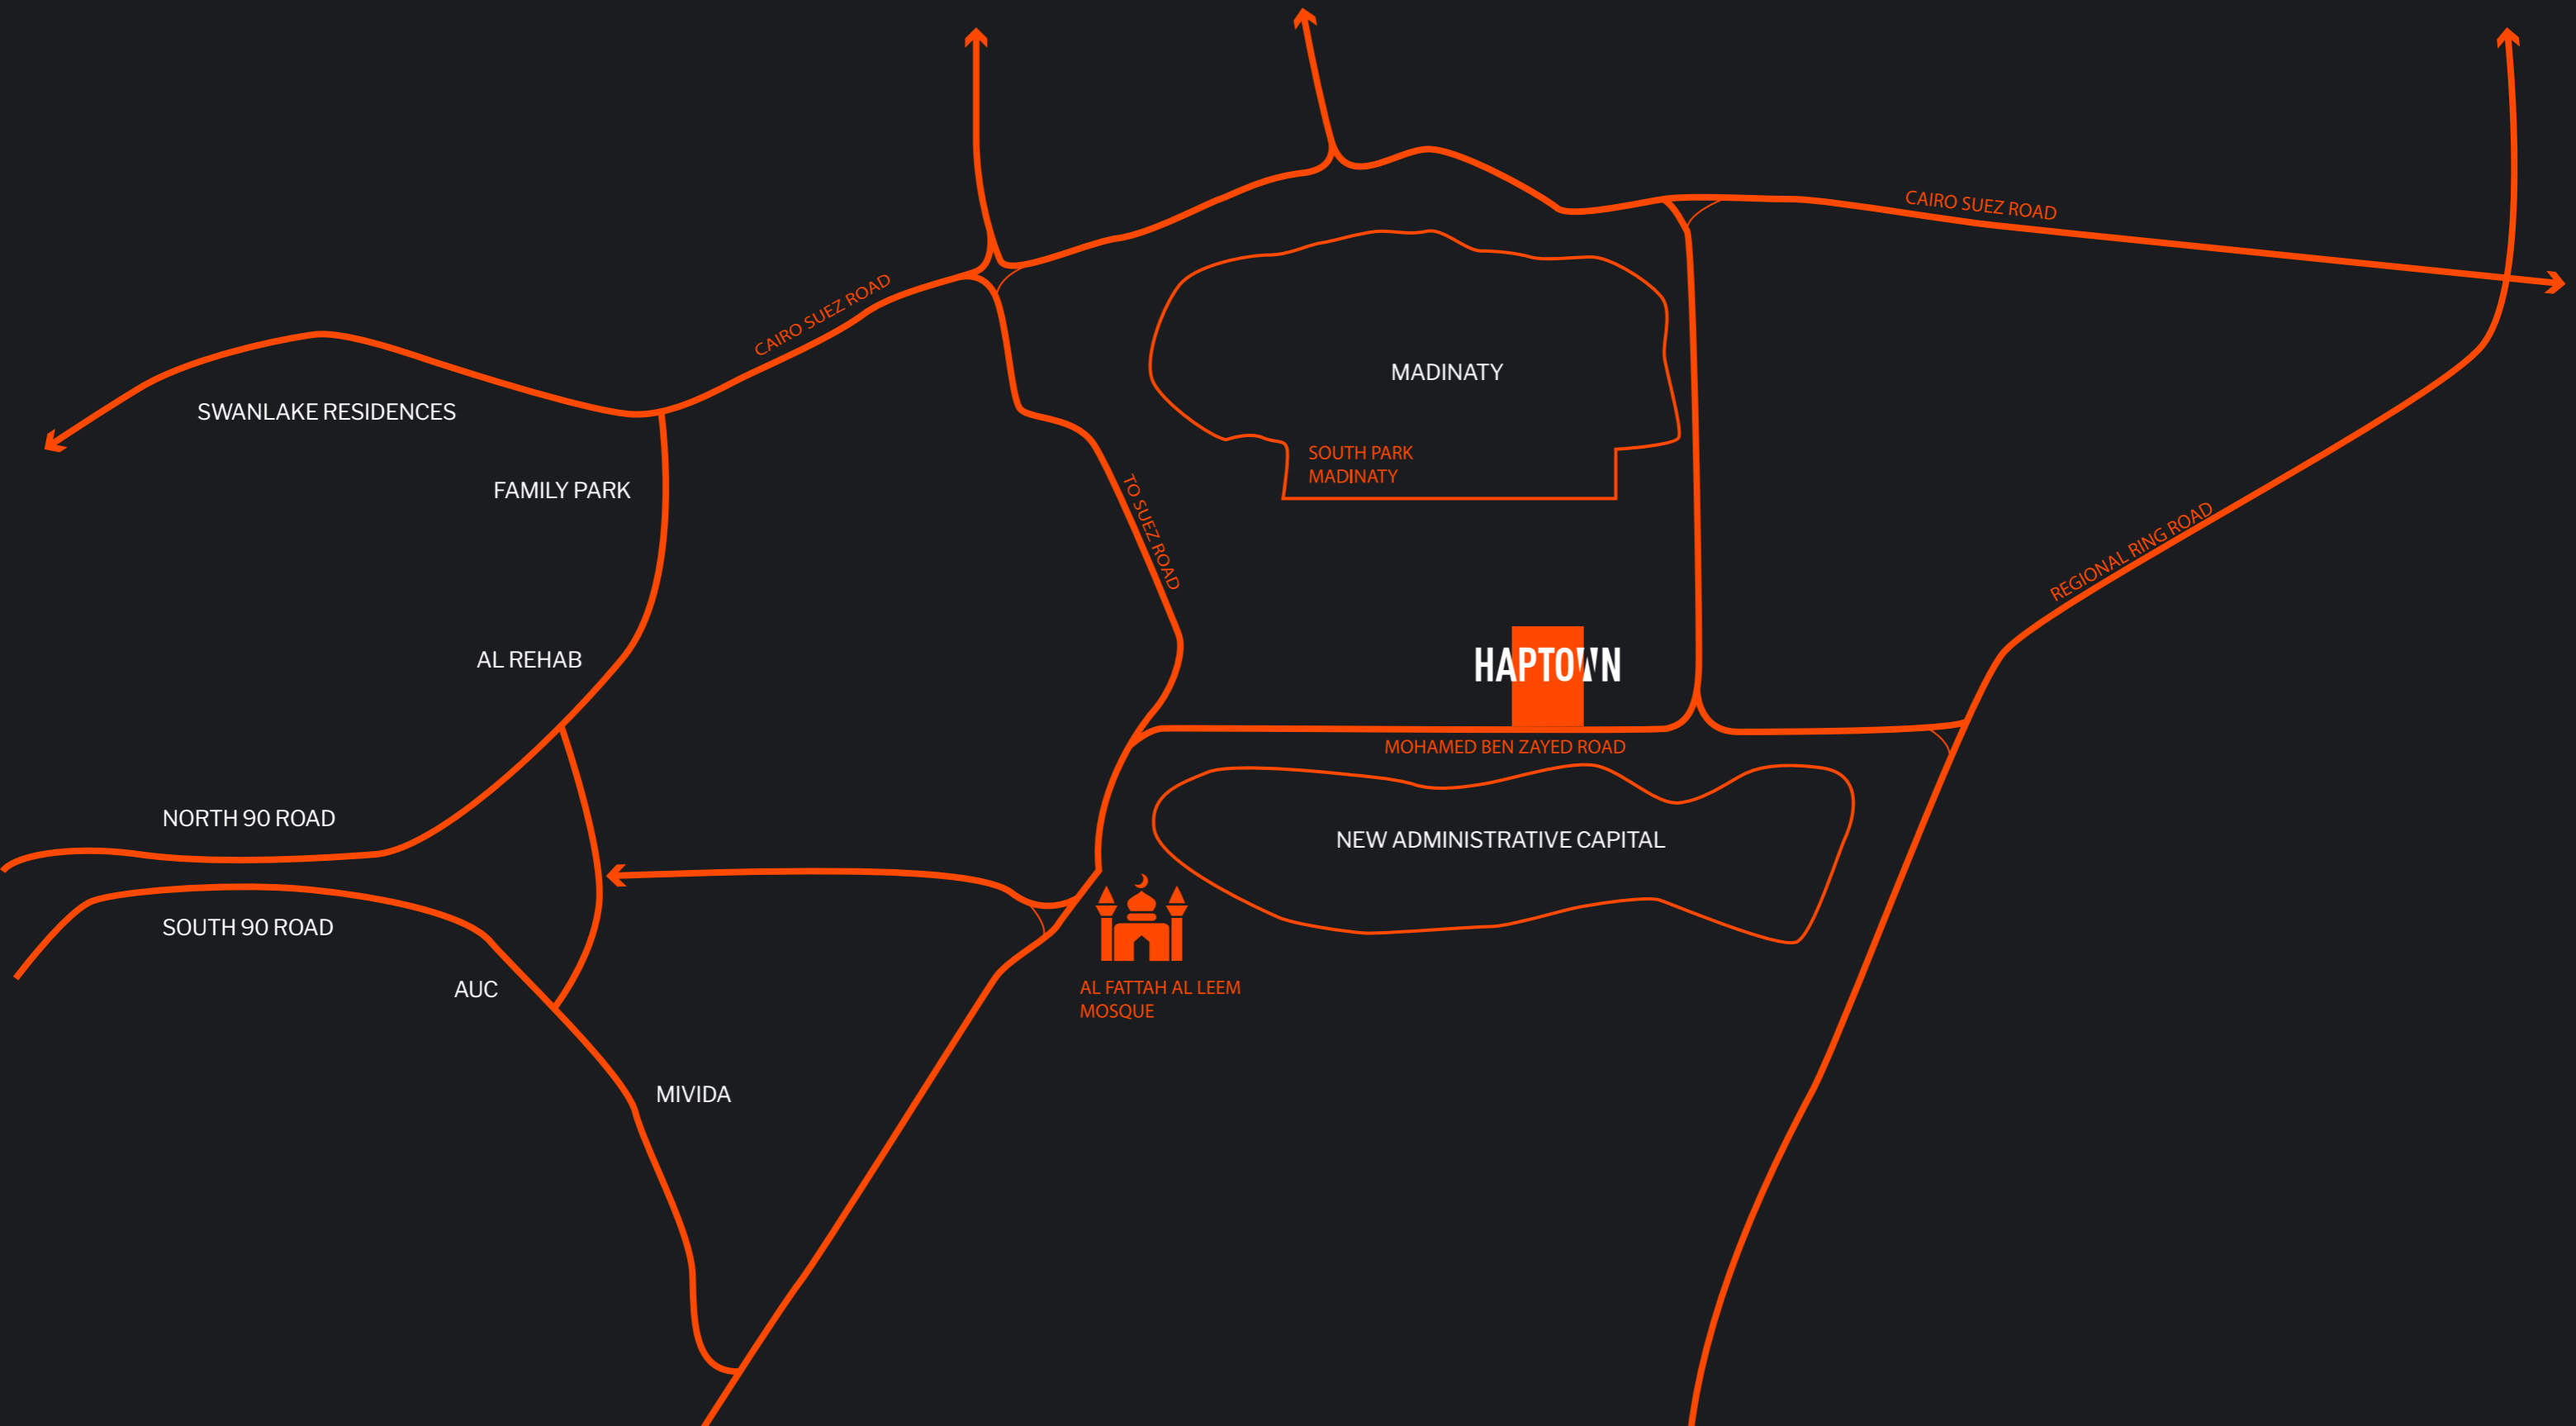 CAIRO SUEZ ROAD
CAIRO SUEZ ROAD
MADINATY
SWANLAKE RESIDENCES
SOUTH PARK
MADINATY
FAMILY PARK
TO SUEZ ROAD
REGIONAL RING ROAD
AL REHAB
HAPTOWN
MOHAMED BEN ZAYED ROAD
NORTH 90 ROAD
NEW ADMINISTRATIVE CAPITAL
SOUTH 90 ROAD
AUC
AL FATTAH AL LEEM
MOSQUE
MIVIDA